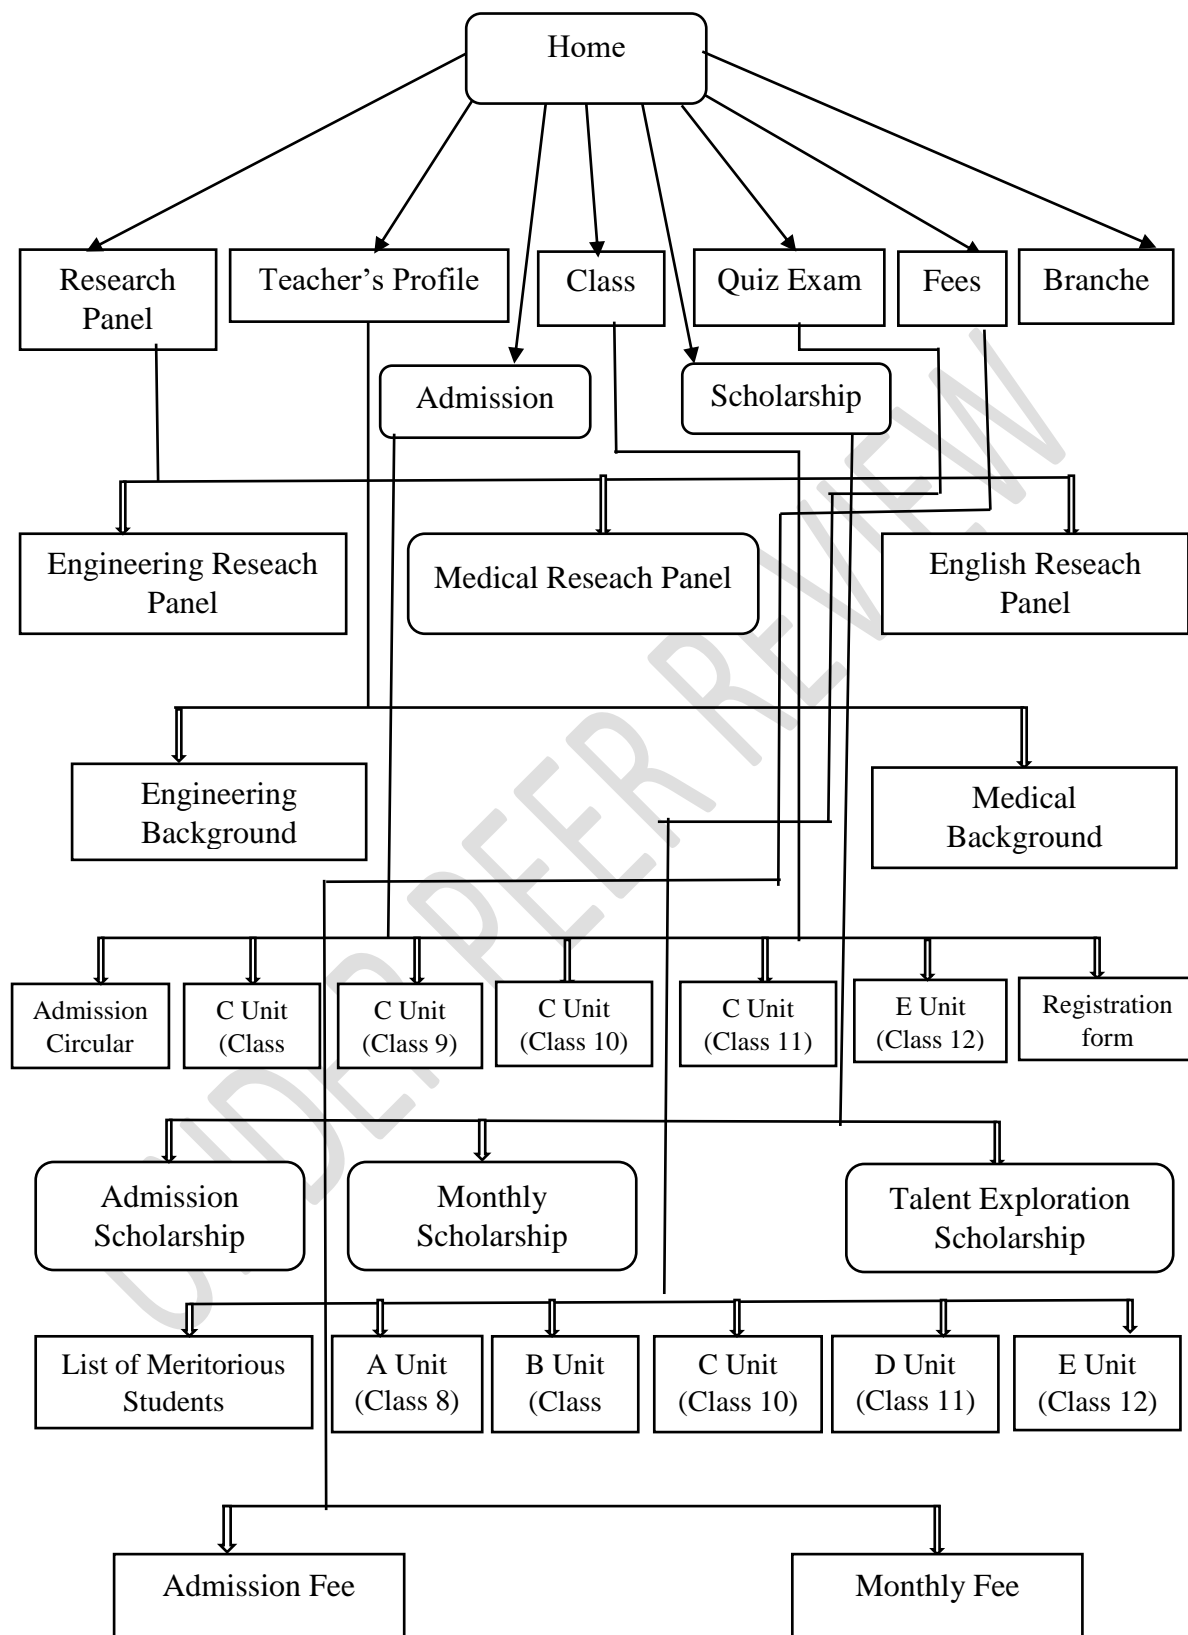 Home
Research
Panel
Teacher’s Profile
Class
Quiz Exam
Fees
Branche
Admission
Scholarship
Engineering Reseach
Panel
Medical Reseach Panel
English Reseach
Panel
Engineering
Background
Medical
Background
Admission
Circular
C Unit
(Class
C Unit
(Class 9)
C Unit
(Class 10)
C Unit
(Class 11)
E Unit
(Class 12)
Registration
form
Admission
Scholarship
Monthly
Scholarship
Talent Exploration
Scholarship
List of Meritorious
Students
A Unit
(Class 8)
B Unit
(Class
C Unit
(Class 10)
D Unit
(Class 11)
E Unit
(Class 12)
Admission Fee
Monthly Fee
UNDER PEER REVIEW